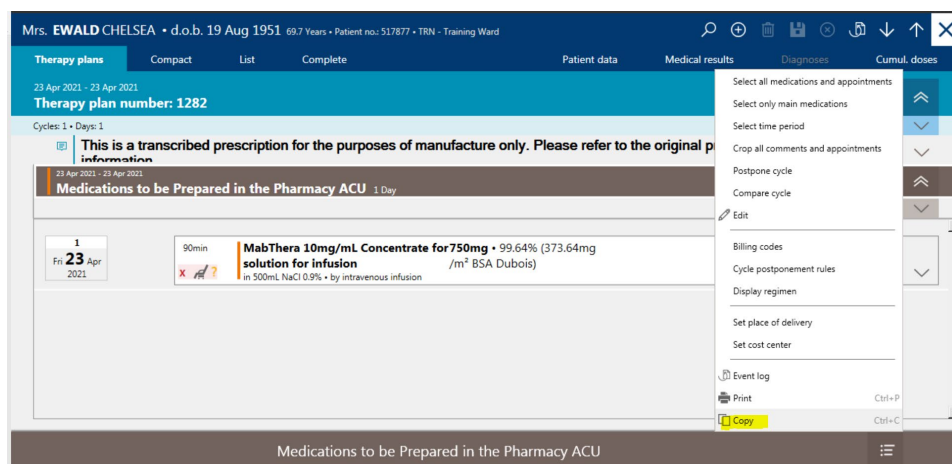 Mrs. EWALD CHELSEA • d.o.b. 19 Aug 1951 69.7 Years • Patient no.: 517877 • TRN - Training Ward
Therapy plans Compact List Complete Patient data Medical results Diagnoses Cumul. doses
23 Apr 2021 - 23 Apr 2021
Therapy plan number: 1282
Cycles: 1 • Days: 1
This is a transcribed prescription for the purposes of manufacture only. Please refer to the original p
information
23 Apr 2021 - 23 Apr 2021
Medications to be Prepared in the Pharmacy ACU 1 Day
1
Fri 23 Apr
2021
90min
x ?
MabThera 10mg/mL Concentrate for 750mg • 99.64% (373.64mg
solution for infusion /m² BSA Dubois)
in 500mL NaCl 0.9% • by intravenous infusion
Select all medications and appointments
Select only main medications
Select time period
Crop all comments and appointments
Postpone cycle
Compare cycle
Edit
Billing codes
Cycle postponement rules
Display regimen
Set place of delivery
Set cost center
Event log
Print Ctrl+P
Copy Ctrl+C
Medications to be Prepared in the Pharmacy ACU